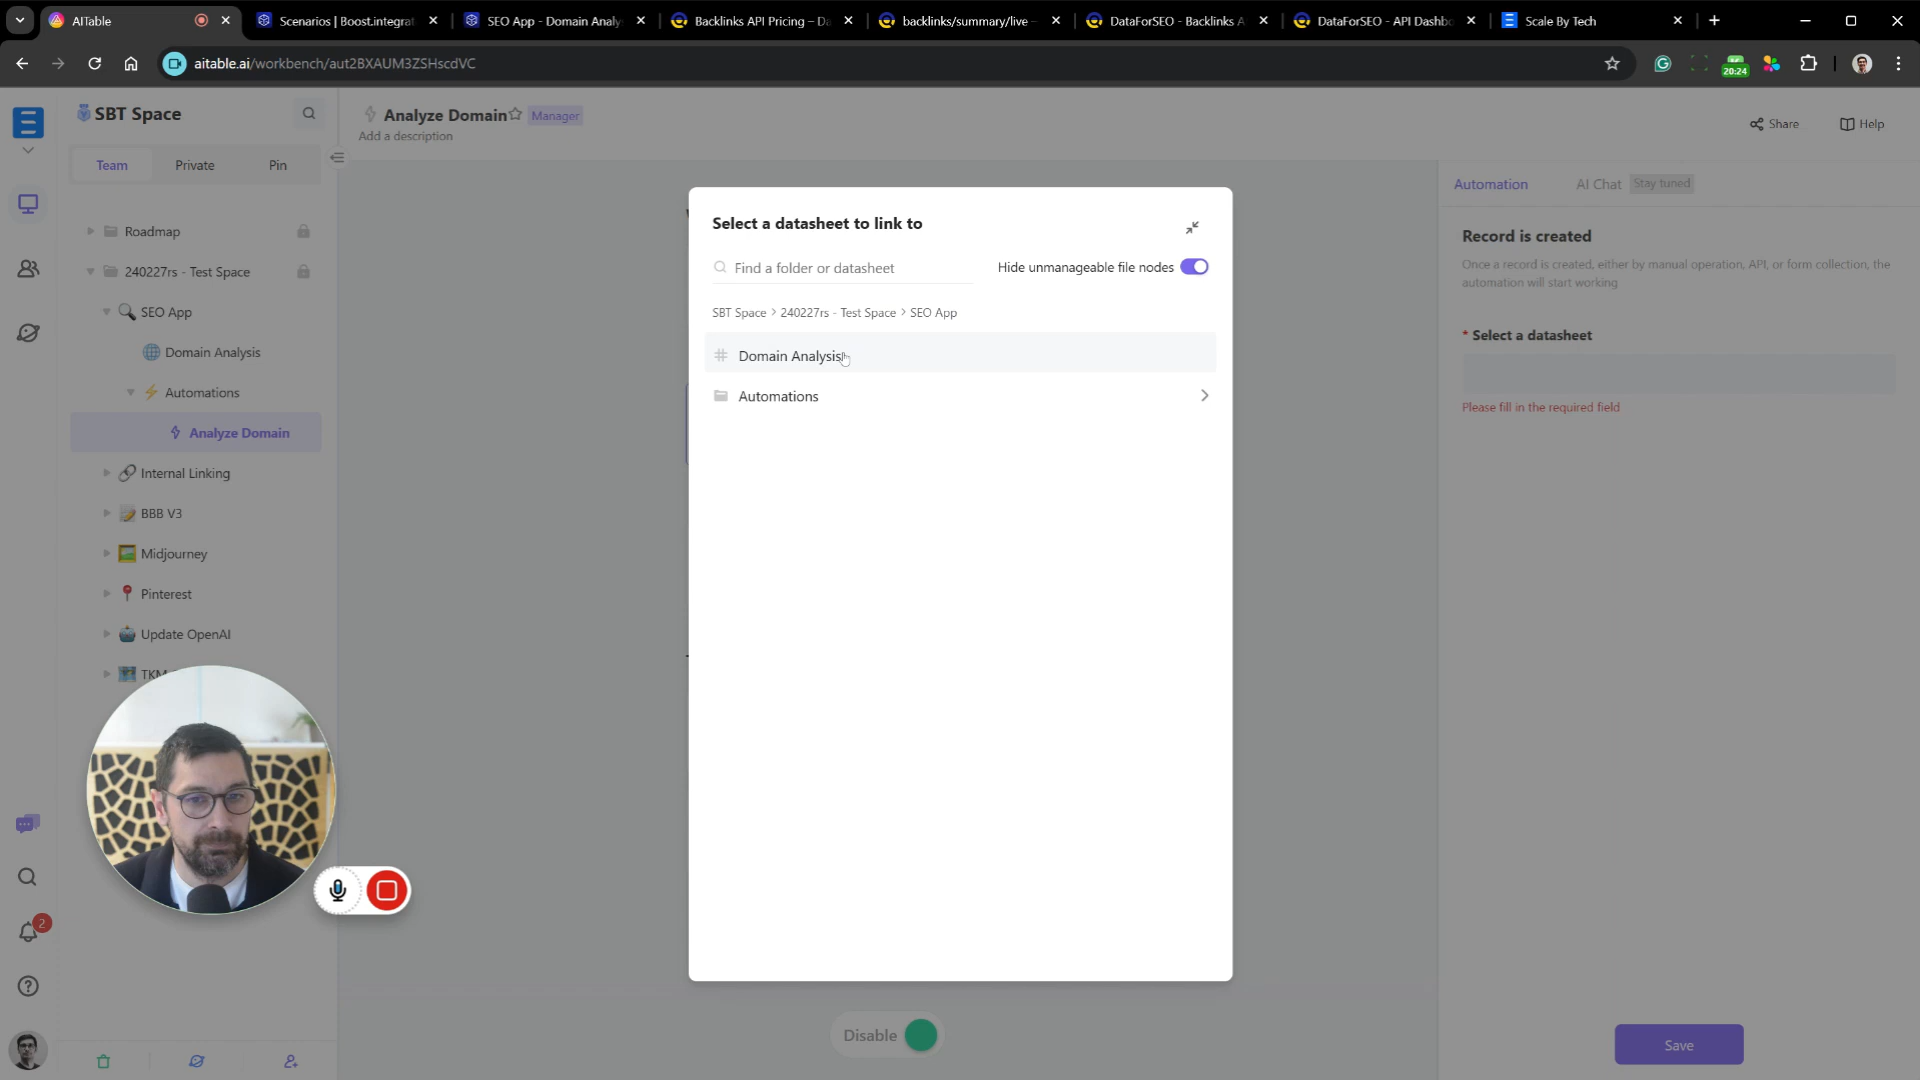 AITable
Scenarios | Boost.integrat
SEO App - Domain Analy
Backlinks API Pricing – Da
backlinks/summary/live –
DataForSEO - Backlinks A
DataForSEO - API Dashbo
Scale By Tech
aitable.ai/workbench/aut2BXAUM3ZSHscdVC
20:24
SBT Space
Analyze Domain
Manager
Add a description
Share
Help
Team
Private
Pin
Roadmap
240227rs - Test Space
SEO App
Domain Analysis
Automations
Analyze Domain
Internal Linking
BBB V3
Midjourney
Pinterest
Update OpenAI
TKM
2
Select a datasheet to link to
Find a folder or datasheet
Hide unmanageable file nodes
SBT Space > 240227rs - Test Space > SEO App
Domain Analysis
Automations
Disable
Automation
AI Chat
Stay tuned
Record is created
Once a record is created, either by manual operation, API, or form collection, the
automation will start working
* Select a datasheet
Please fill in the required field
Save